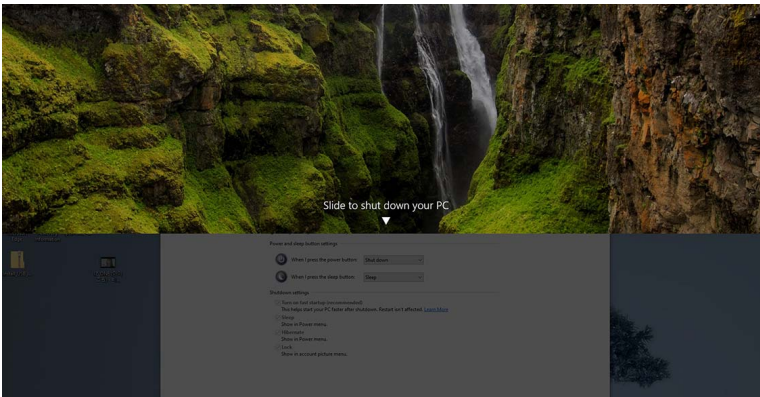 Slide to shut down your PC
Power and sleep button settings
When I press the power button: Shut down
When I press the sleep button: Sleep
Shutdown settings
Turn on fast startup (recommended)
This helps start your PC faster after shutdown. Restart isn't affected. Learn More
Sleep
Show in Power menu.
Hibernate
Show in Power menu.
Lock
Show in account picture menu.